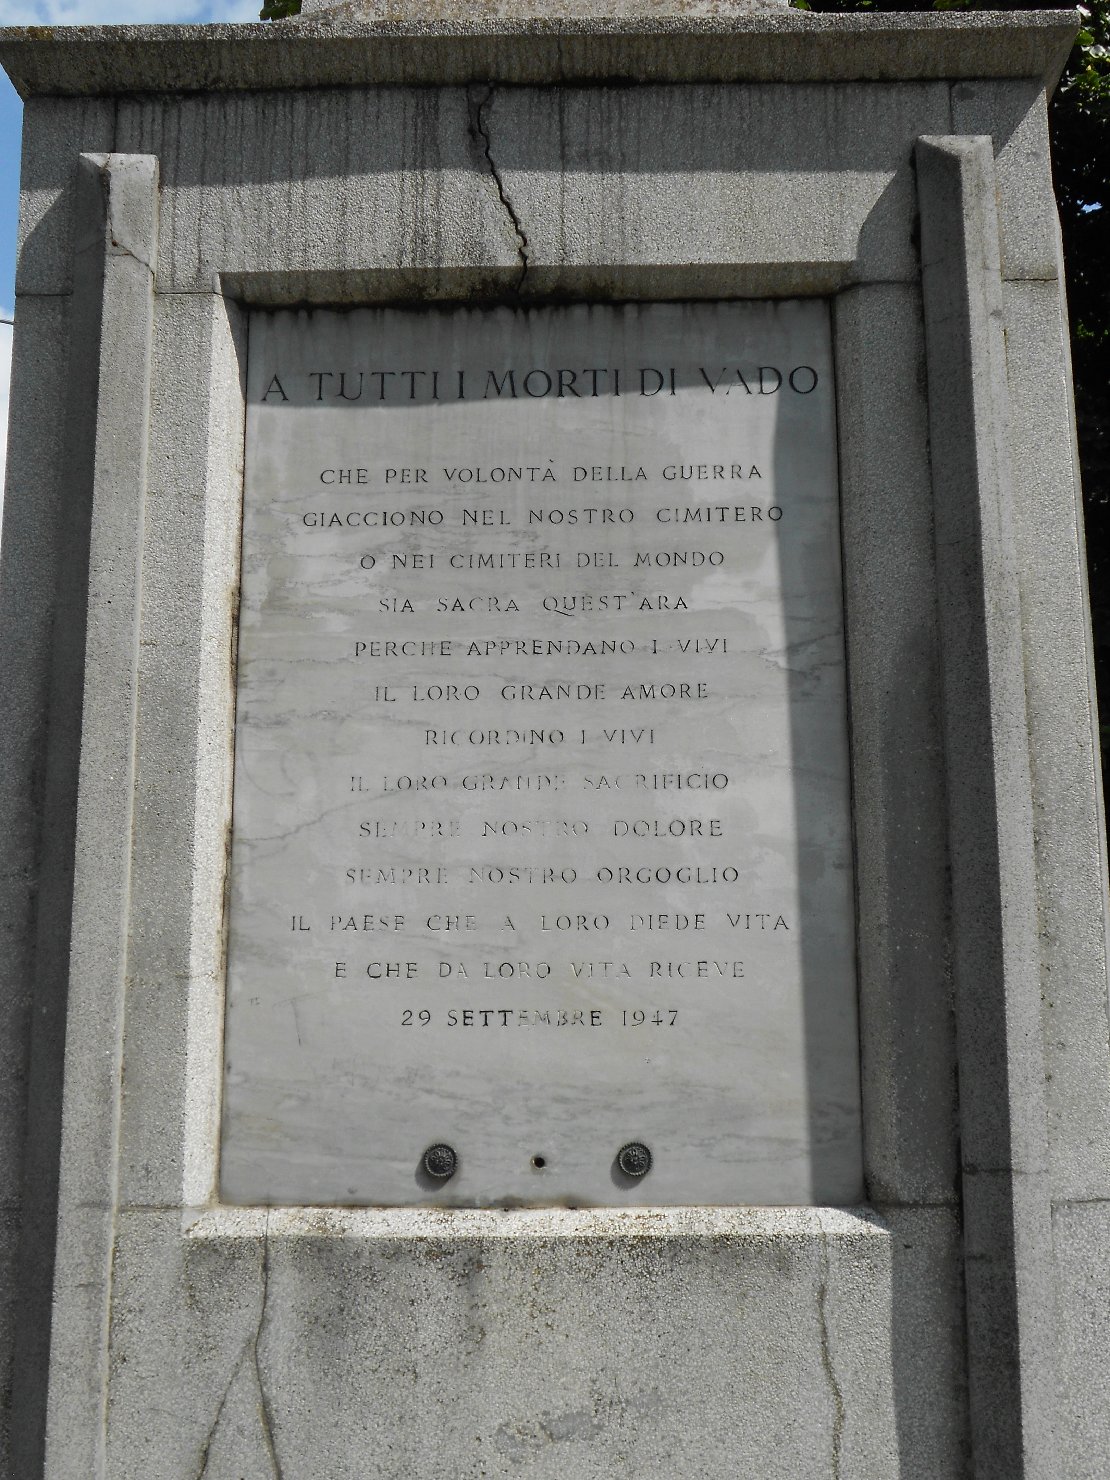 A TUTTI I MORTI DI VADO
CHE PER VOLONTÀ DELLA GUERRA
GIACCIONO NEL NOSTRO CIMITERO
O NEI CIMITERI DEL MONDO
SIA SACRA QUEST'ARA
PERCHE APPRENDANO I VIVI
IL LORO GRANDE AMORE
RICORDINO I VIVI
IL LORO GRANDE SACRIFICIO
SEMPRE NOSTRO DOLORE
SEMPRE NOSTRO ORGOGLIO
IL PAESE CHE A LORO DIEDE VITA
E CHE DA LORO VITA RICEVE
29 SETTEMBRE 1947